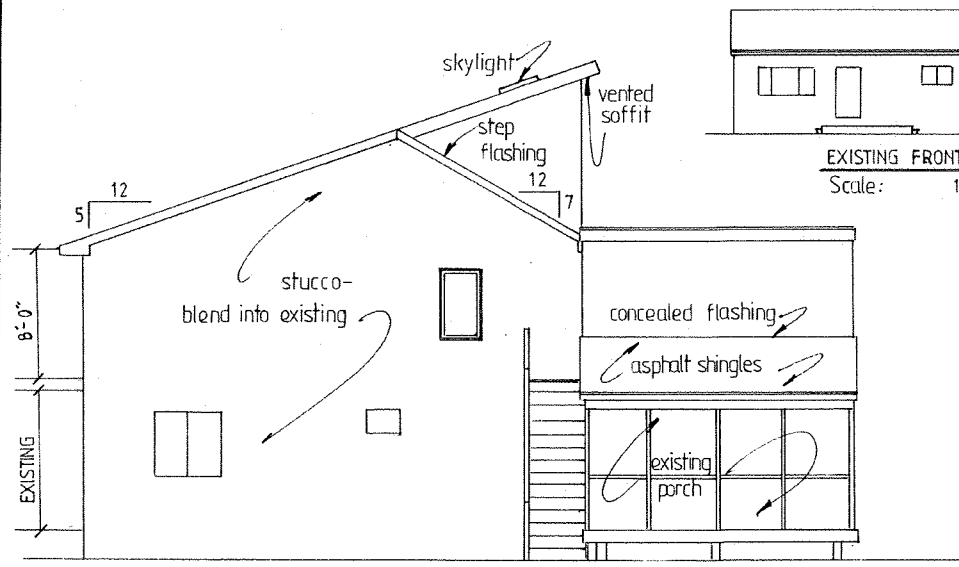 skylight
vented
soffit
step
flashing
EXISTING FRONT
Scale: 1
12
5
12
7
stucco-
blend into existing
8'-0"
concealed flashing
asphalt shingles
EXISTING
existing
porch